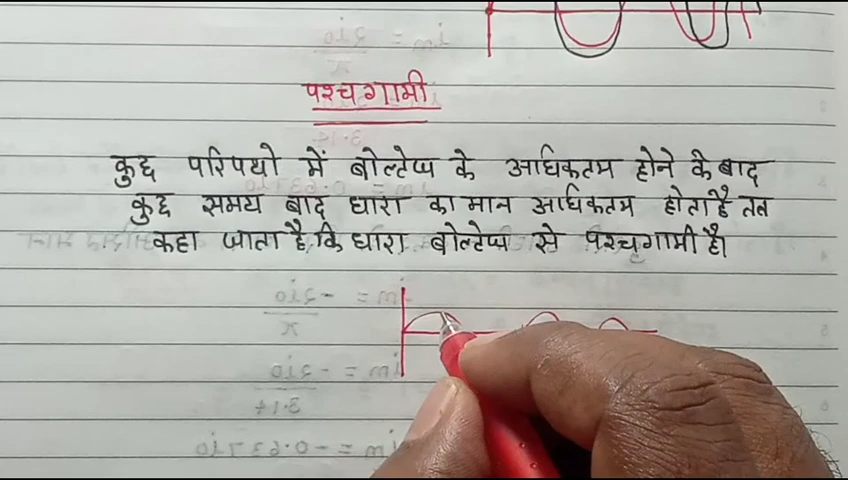 पश्चगामी
कुछ परिपथो में बोल्टेज के अधिकतम होने के बाद
कुछ समय बाद धारा का मान अधिकतम होता है तब
कहा जाता है कि धारा बोल्टेज से पश्चगामी है।